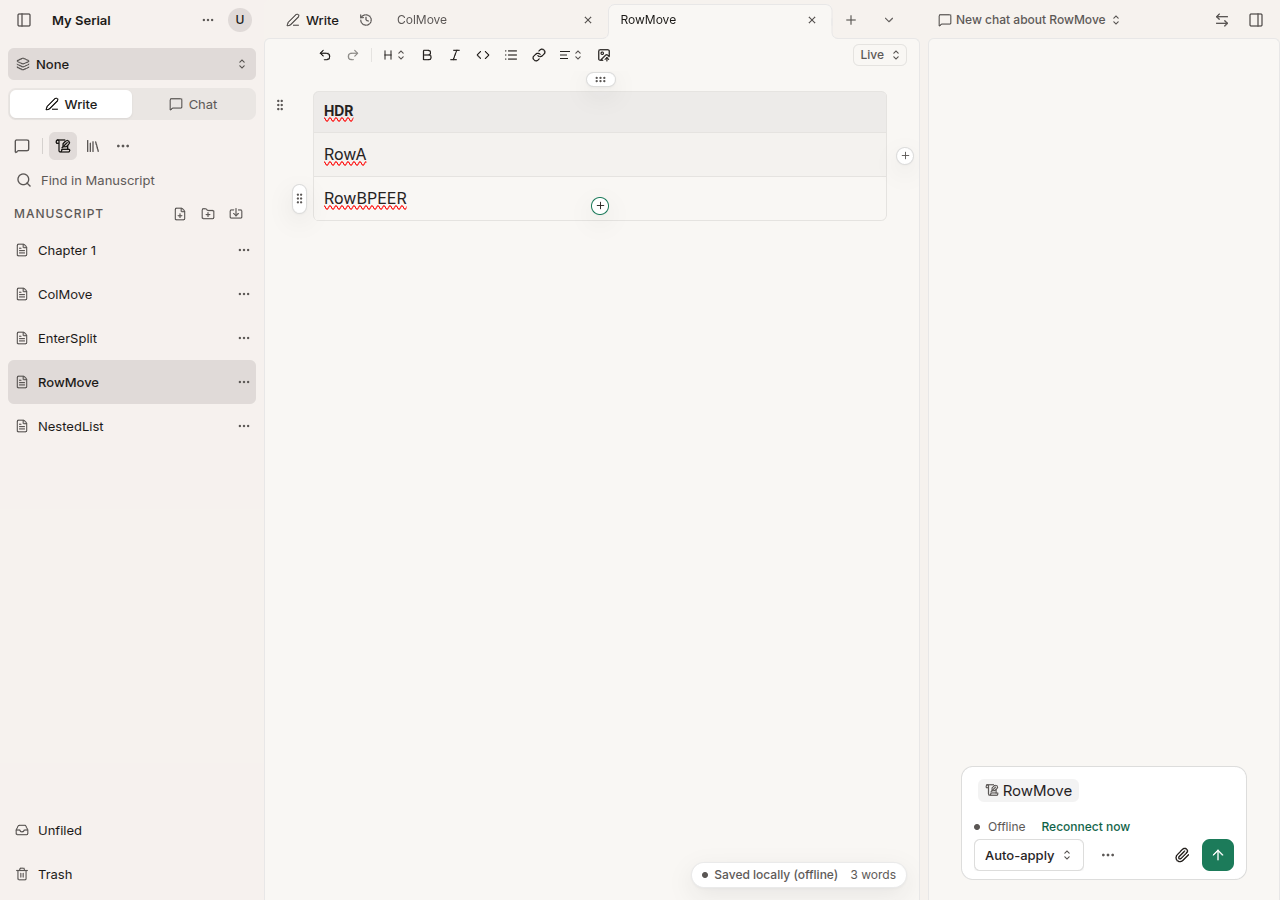 My Serial
U
None
Write
Chat
Find in Manuscript
MANUSCRIPT
Chapter 1
ColMove
EnterSplit
RowMove
NestedList
Unfiled
Trash
Write
ColMove
RowMove
H
B
I
Live
HDR
RowA
RowBPEER
Saved locally (offline)
3 words
New chat about RowMove
RowMove
Offline
Reconnect now
Auto-apply